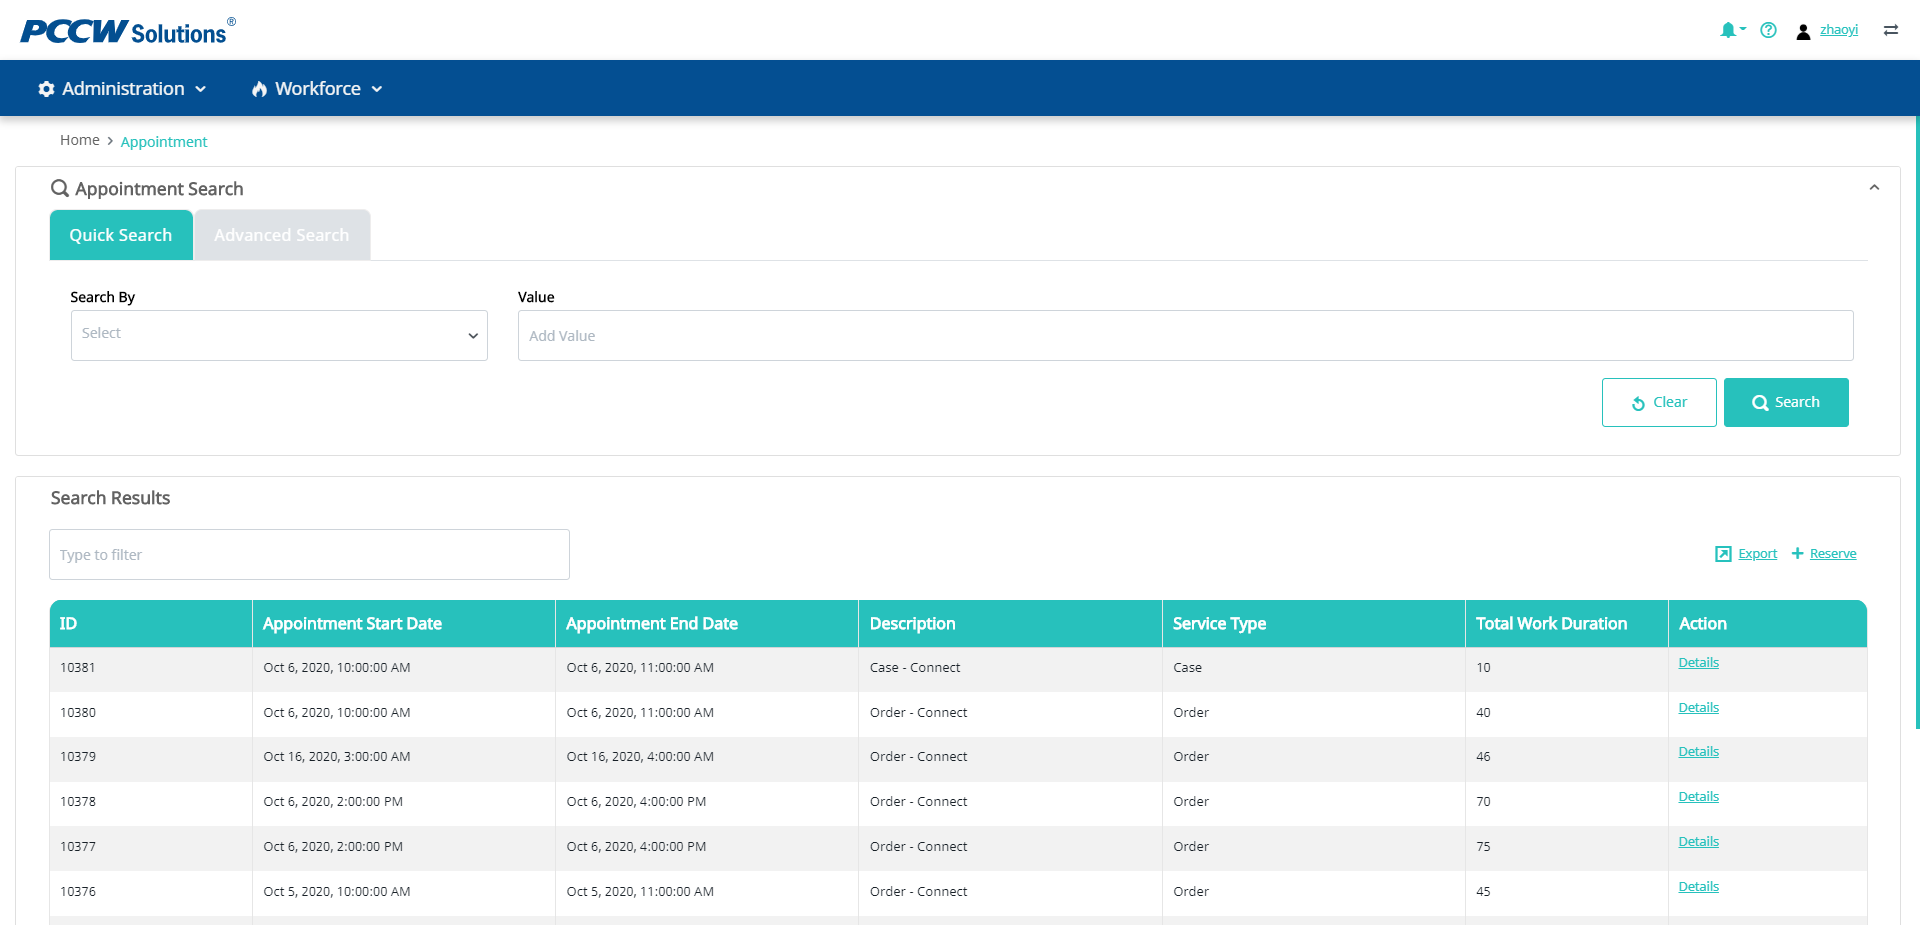 PCCW Solutions®
zhaoyi
Administration
Workforce
Home > Appointment
Appointment Search
Quick Search
Advanced Search
Search By
Value
Select
Add Value
Clear
Search
Search Results
Type to filter
Export
Reserve
ID Appointment Start Date Appointment End Date Description Service Type Total Work Duration Action
10381 Oct 6, 2020, 10:00:00 AM Oct 6, 2020, 11:00:00 AM Case - Connect Case 10 Details
10380 Oct 6, 2020, 10:00:00 AM Oct 6, 2020, 11:00:00 AM Order - Connect Order 40 Details
10379 Oct 16, 2020, 3:00:00 AM Oct 16, 2020, 4:00:00 AM Order - Connect Order 46 Details
10378 Oct 6, 2020, 2:00:00 PM Oct 6, 2020, 4:00:00 PM Order - Connect Order 70 Details
10377 Oct 6, 2020, 2:00:00 PM Oct 6, 2020, 4:00:00 PM Order - Connect Order 75 Details
10376 Oct 5, 2020, 10:00:00 AM Oct 5, 2020, 11:00:00 AM Order - Connect Order 45 Details